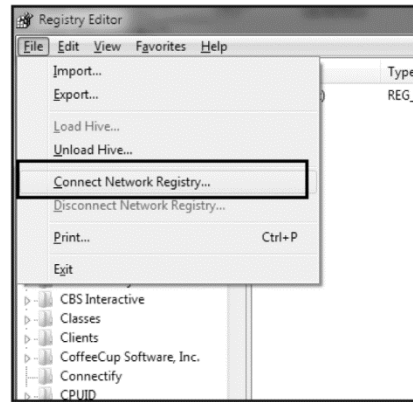 Registry Editor
File Edit View Favorites Help
Import...
Type
Export...
REG_
Load Hive...
Unload Hive...
Connect Network Registry...
Disconnect Network Registry...
Print... Ctrl+P
Exit
CBS Interactive
Classes
Clients
CoffeeCup Software, Inc.
Connectify
CPUID